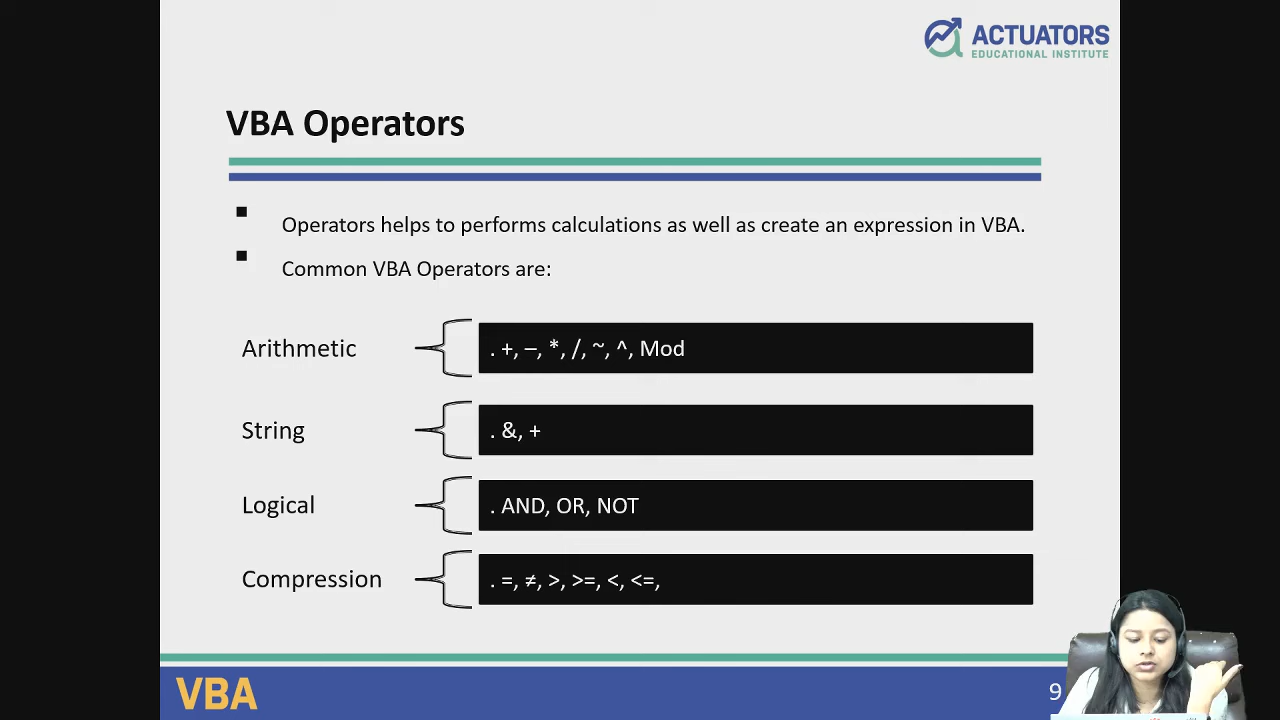 ACTUATORS
EDUCATIONAL INSTITUTE
VBA Operators
Operators helps to performs calculations as well as create an expression in VBA.
Common VBA Operators are:
Arithmetic
. +, –, *, /, ~, ^, Mod
String
. &, +
Logical
. AND, OR, NOT
Compression
. =, ≠, >, >=, <, <=,
VBA
9